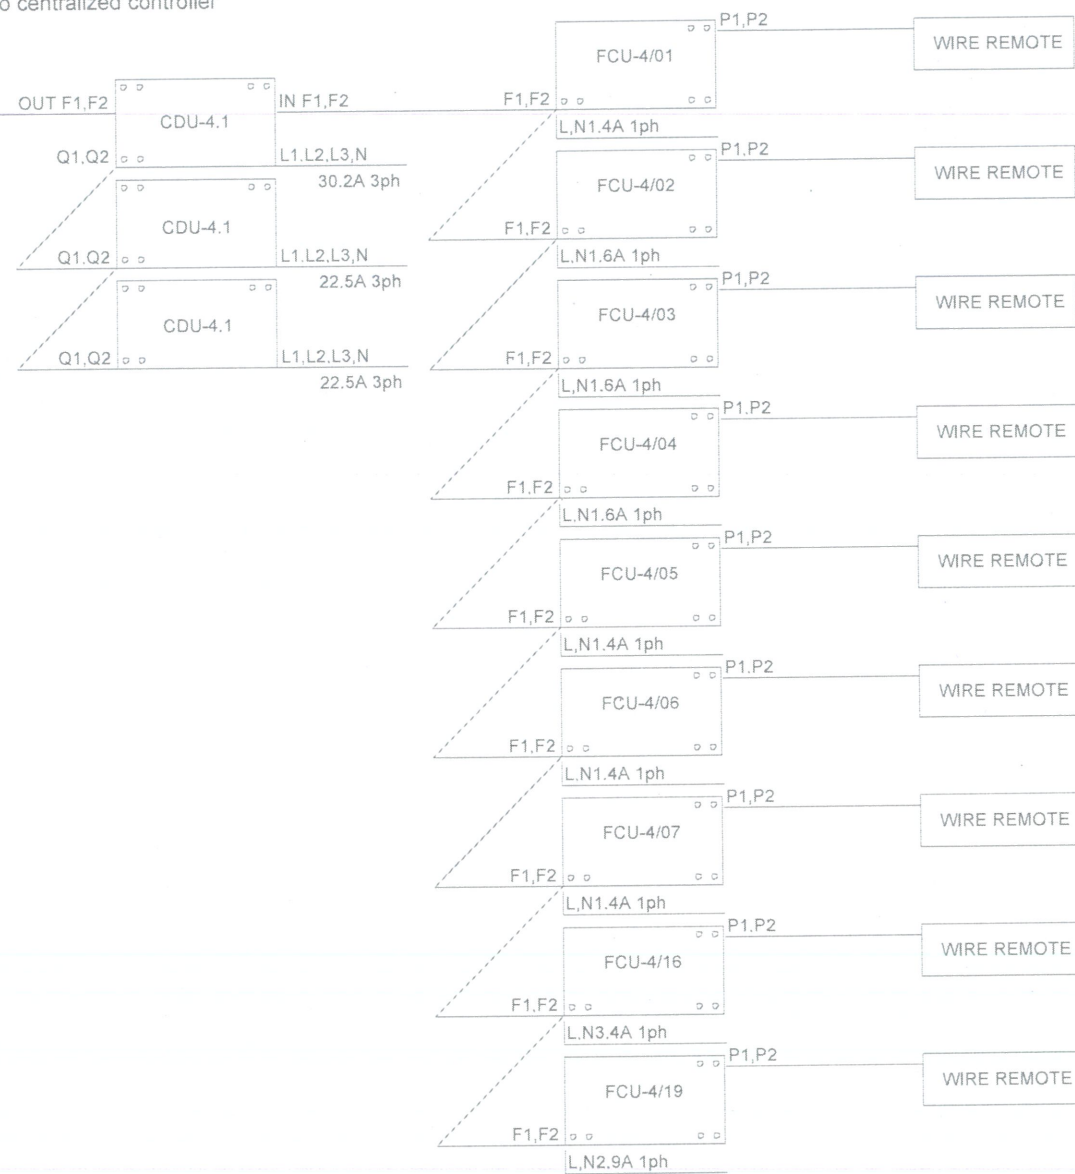 o centralized controller
OUT F1,F2
CDU-4.1
IN F1,F2
Q1,Q2
L1.L2,L3,N
30.2A 3ph
CDU-4.1
Q1,Q2
L1.L2,L3,N
22.5A 3ph
CDU-4.1
Q1,Q2
L1,L2,L3,N
22.5A 3ph
P1,P2
FCU-4/01
WIRE REMOTE
F1,F2
L,N1.4A 1ph
P1.P2
FCU-4/02
WIRE REMOTE
F1,F2
L.N1.6A 1ph
P1,P2
FCU-4/03
WIRE REMOTE
F1,F2
L,N1.6A 1ph
P1.P2
FCU-4/04
WIRE REMOTE
F1,F2
L.N1.6A 1ph
P1,P2
FCU-4/05
WIRE REMOTE
F1,F2
L,N1.4A 1ph
P1.P2
FCU-4/06
WIRE REMOTE
F1,F2
L.N1.4A 1ph
P1,P2
FCU-4/07
WIRE REMOTE
F1,F2
L,N1.4A 1ph
P1.P2
FCU-4/16
WIRE REMOTE
F1,F2
L.N3.4A 1ph
P1,P2
FCU-4/19
WIRE REMOTE
F1,F2
L,N2.9A 1ph